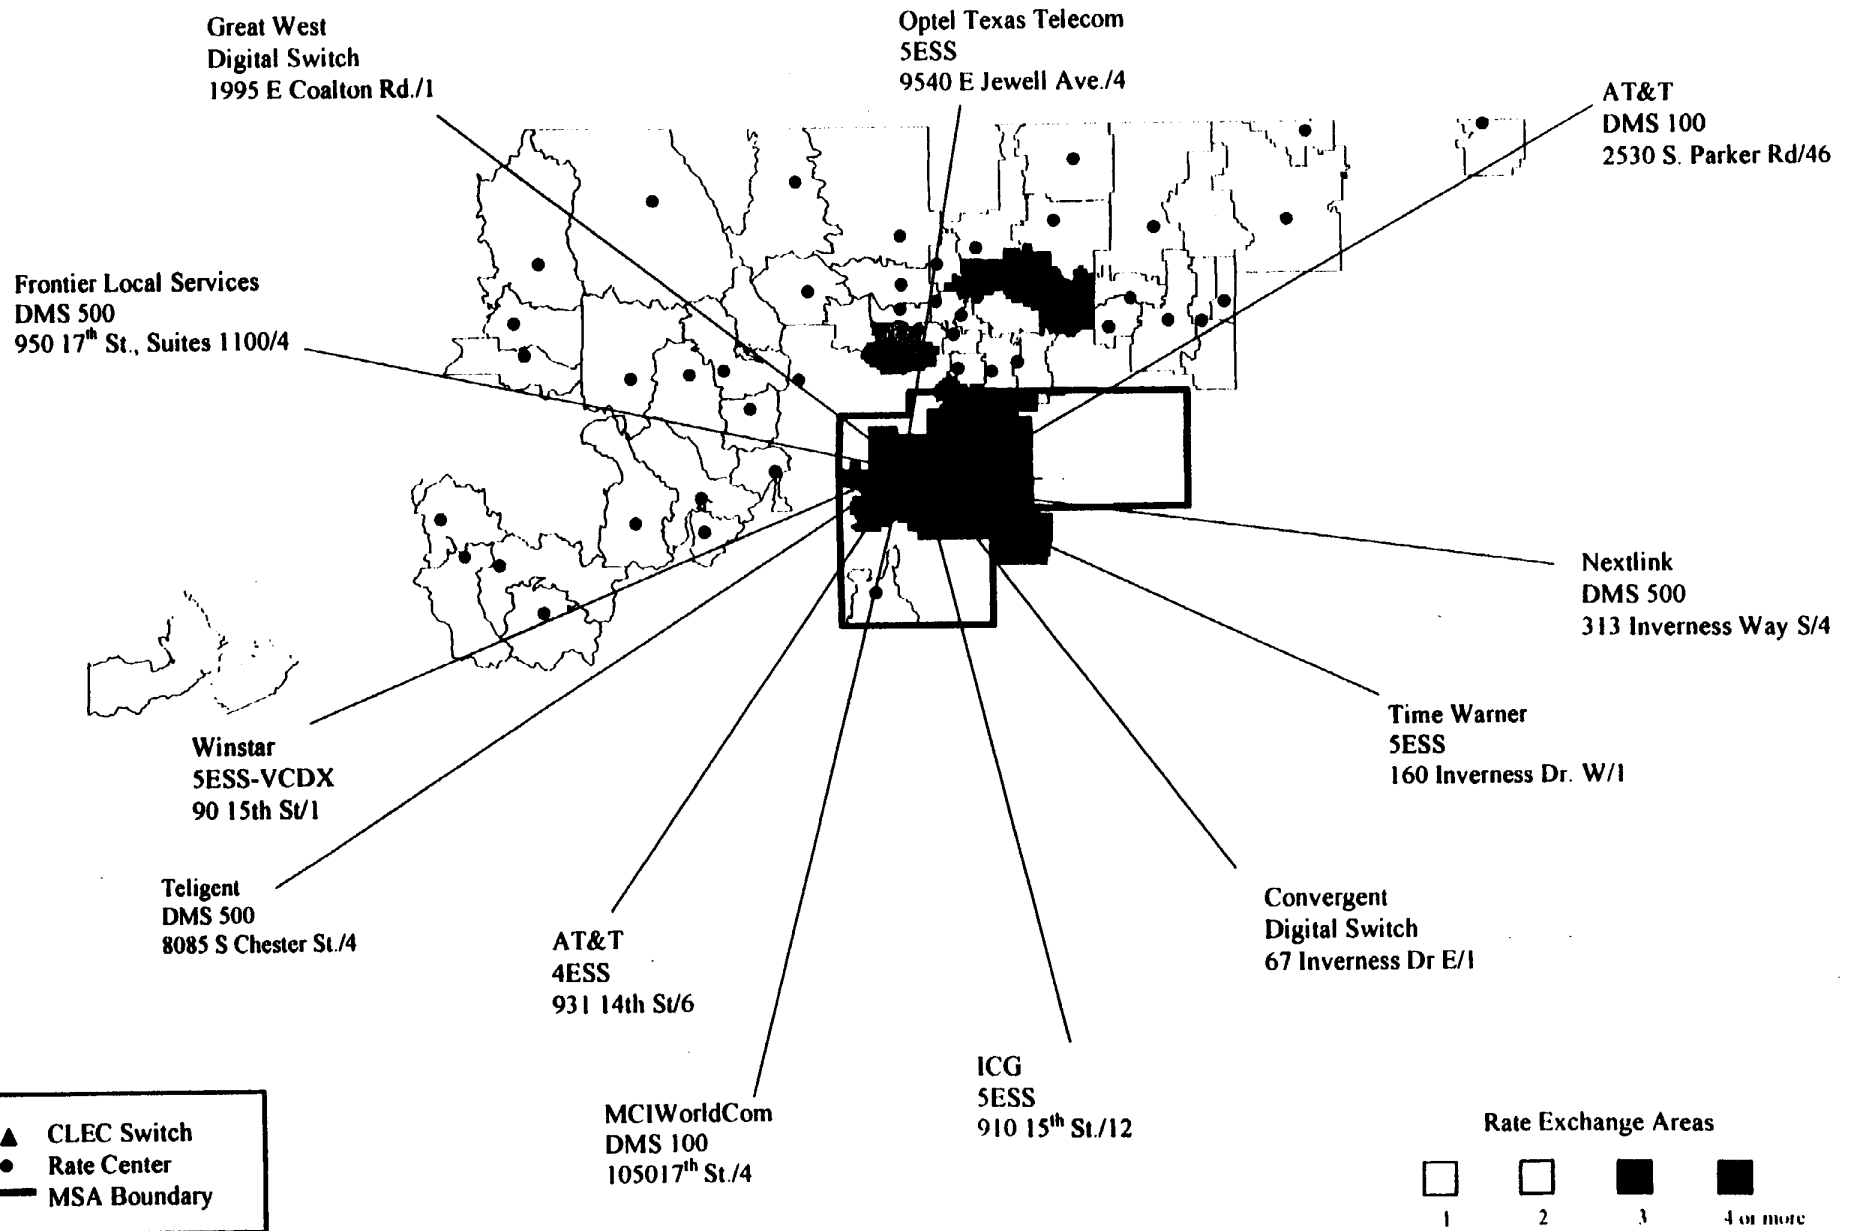 Great West
Digital Switch
1995 E Coalton Rd./1
Optel Texas Telecom
5ESS
9540 E Jewell Ave./4
AT&T
DMS 100
2530 S. Parker Rd/46
Frontier Local Services
DMS 500
950 17th St., Suites 1100/4
Nextlink
DMS 500
313 Inverness Way S/4
Time Warner
5ESS
160 Inverness Dr. W/1
Winstar
5ESS-VCDX
90 15th St/1
Teligent
DMS 500
8085 S Chester St./4
AT&T
4ESS
931 14th St/6
Convergent
Digital Switch
67 Inverness Dr E/1
MCIWorldCom
DMS 100
105017th St./4
ICG
5ESS
910 15th St./12
CLEC Switch
Rate Center
MSA Boundary
Rate Exchange Areas
1 2 3 4 or more